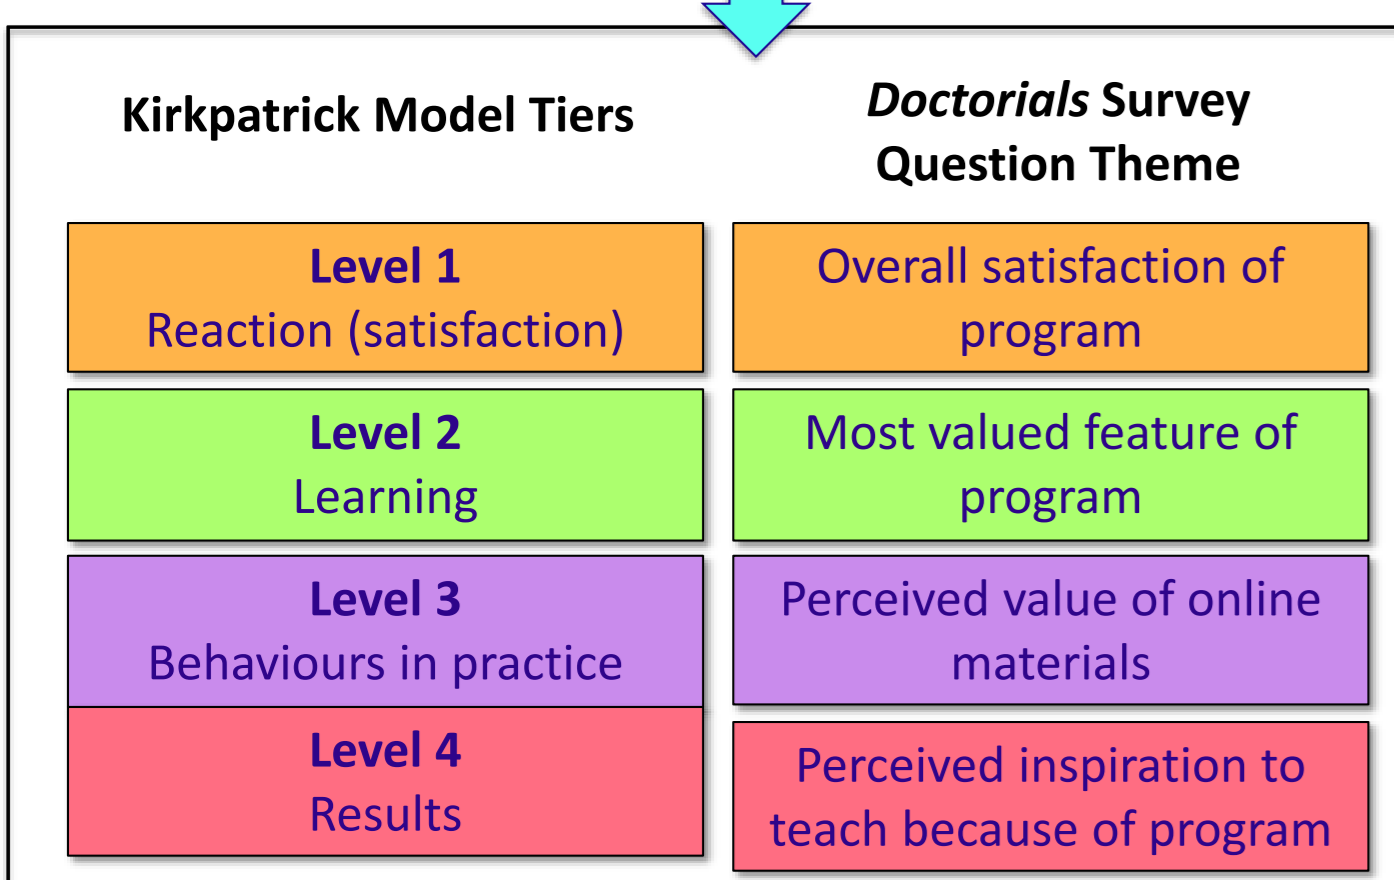 Kirkpatrick Model Tiers
Doctorials Survey
Question Theme
Level 1
Reaction (satisfaction)
Overall satisfaction of
program
Level 2
Learning
Most valued feature of
program
Level 3
Behaviours in practice
Perceived value of online
materials
Level 4
Results
Perceived inspiration to
teach because of program